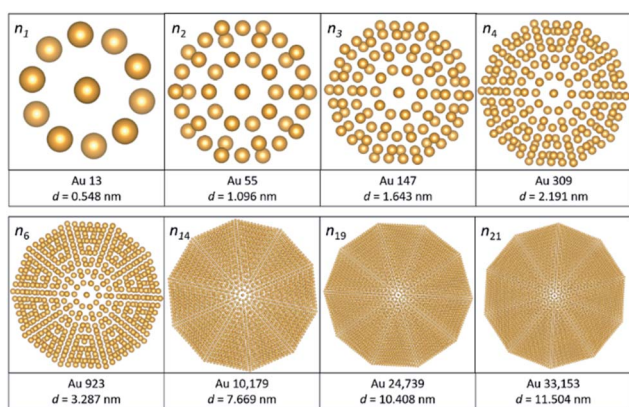 n1
n2
n3
n4
Au 13
d = 0.548 nm
Au 55
d = 1.096 nm
Au 147
d = 1.643 nm
Au 309
d = 2.191 nm
n6
n14
n19
n21
Au 923
d = 3.287 nm
Au 10,179
d = 7.669 nm
Au 24,739
d = 10.408 nm
Au 33,153
d = 11.504 nm